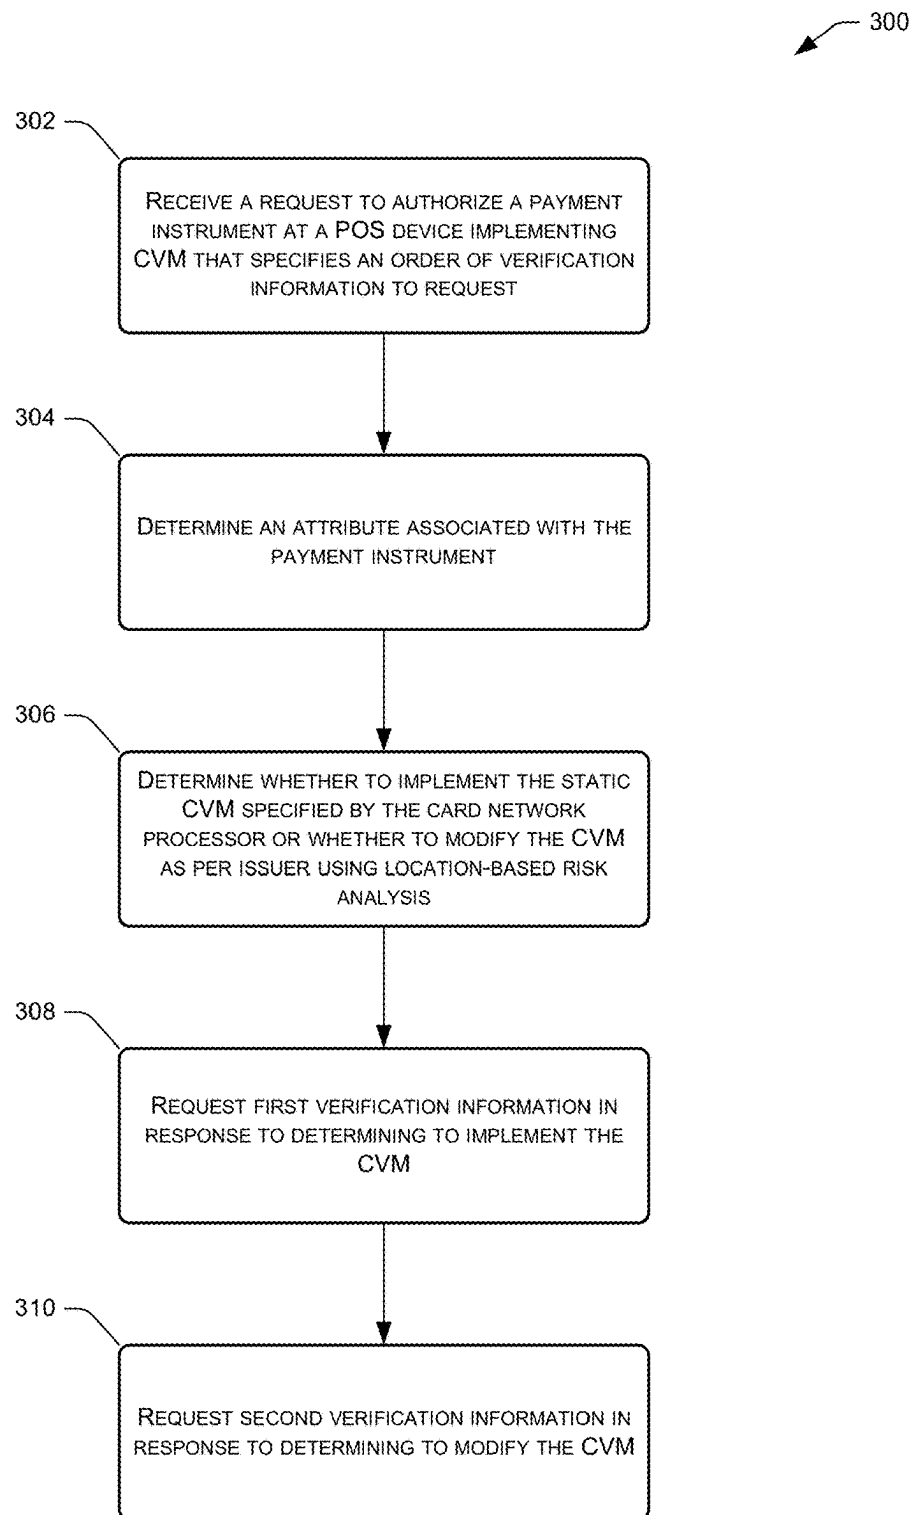 300
302
RECEIVE A REQUEST TO AUTHORIZE A PAYMENT
INSTRUMENT AT A POS DEVICE IMPLEMENTING
CVM THAT SPECIFIES AN ORDER OF VERIFICATION
INFORMATION TO REQUEST
304
DETERMINE AN ATTRIBUTE ASSOCIATED WITH THE
PAYMENT INSTRUMENT
306
DETERMINE WHETHER TO IMPLEMENT THE STATIC
CVM SPECIFIED BY THE CARD NETWORK
PROCESSOR OR WHETHER TO MODIFY THE CVM
AS PER ISSUER USING LOCATION-BASED RISK
ANALYSIS
308
REQUEST FIRST VERIFICATION INFORMATION IN
RESPONSE TO DETERMINING TO IMPLEMENT THE
CVM
310
REQUEST SECOND VERIFICATION INFORMATION IN
RESPONSE TO DETERMINING TO MODIFY THE CVM